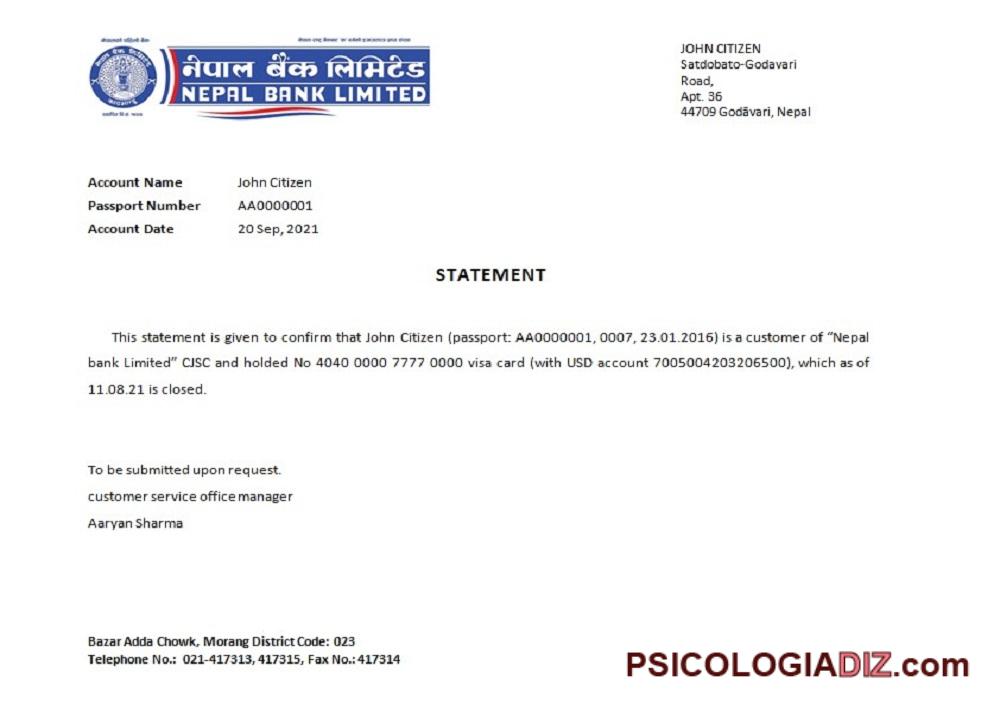 नेपाल बैंक लिमिटेड
NEPAL BANK LIMITED
JOHN CITIZEN
Satdobato-Godavari
Road,
Apt. 36
44709 Godāvari, Nepal
Account Name John Citizen
Passport Number AA0000001
Account Date 20 Sep, 2021
STATEMENT
This statement is given to confirm that John Citizen (passport: AA0000001, 0007, 23.01.2016) is a customer of “Nepal
bank Limited” CJSC and holded No 4040 0000 7777 0000 visa card (with USD account 7005004203206500), which as of
11.08.21 is closed.
To be submitted upon request.
customer service office manager
Aaryan Sharma
Bazar Adda Chowk, Morang District Code: 023
Telephone No.: 021-417313, 417315, Fax No.: 417314
PSICOLOGIADIZ.com